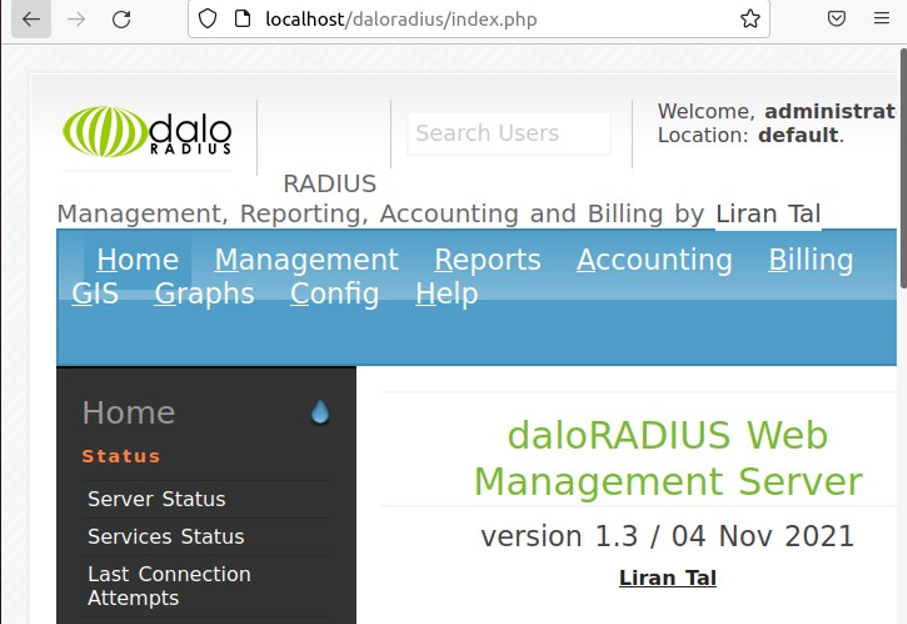 localhost/daloradius/index.php
dalo
RADIUS
Search Users
Welcome, administrat
Location: default.
RADIUS
Management, Reporting, Accounting and Billing by Liran Tal
Home Management Reports Accounting Billing
GIS Graphs Config Help
Home
Status
Server Status
Services Status
Last Connection
Attempts
daloRADIUS Web
Management Server
version 1.3 / 04 Nov 2021
Liran Tal